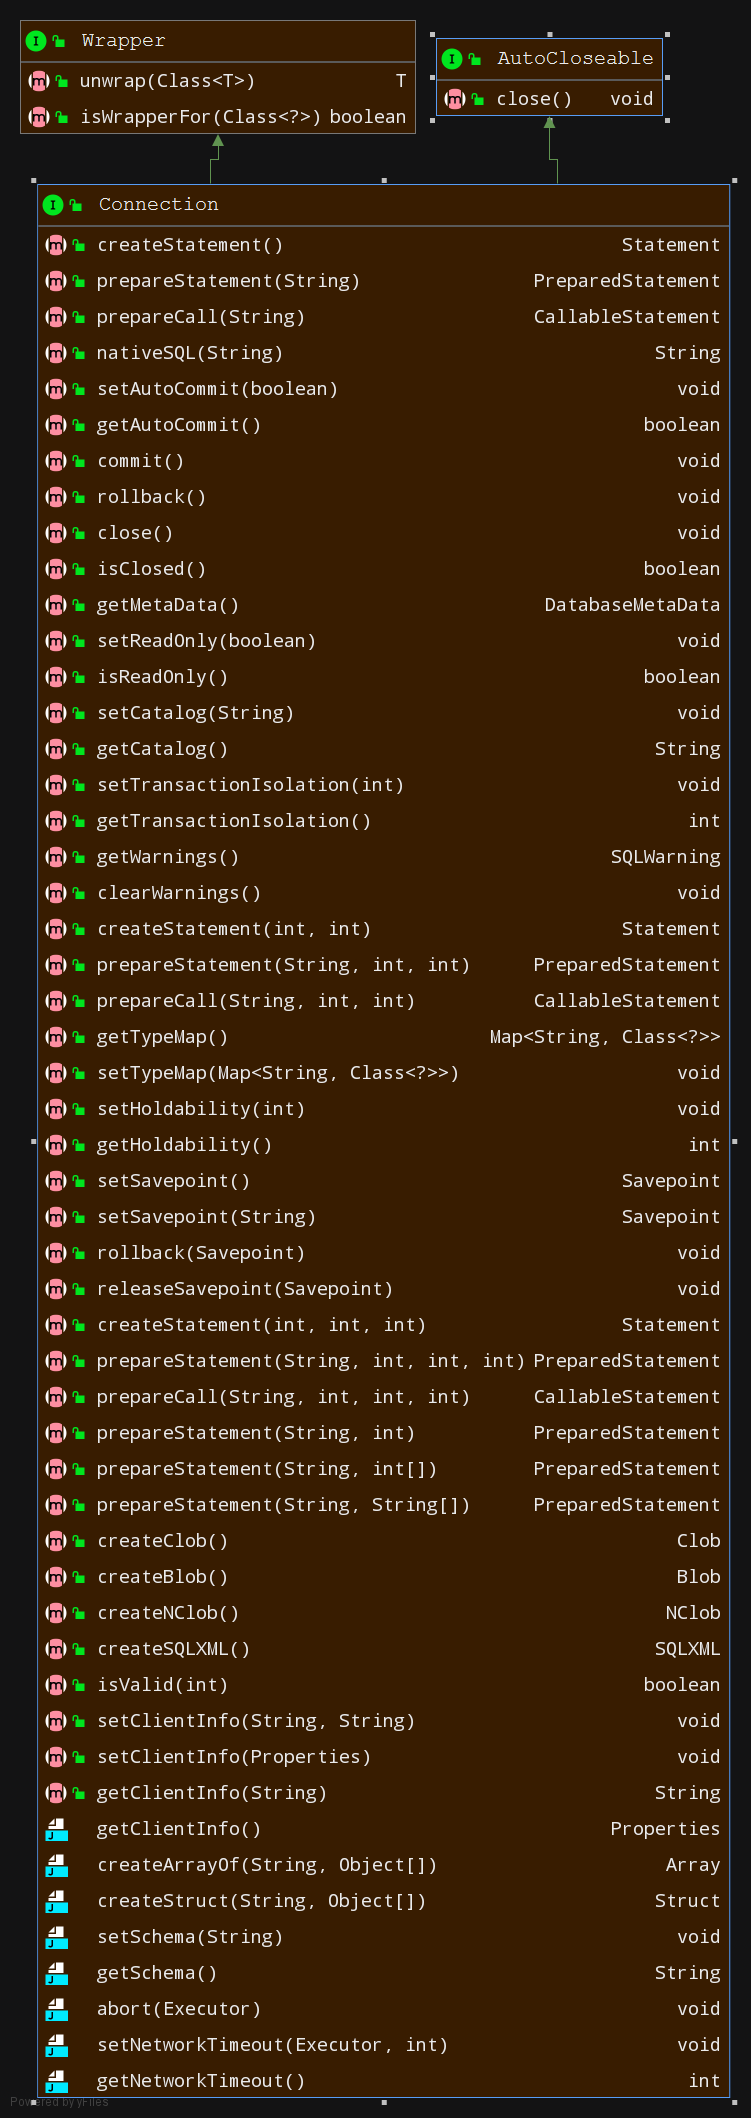 Wrapper
unwrap(Class<T>) T
isWrapperFor(Class<?>) boolean
AutoCloseable
close() void
Connection
createStatement() Statement
prepareStatement(String) PreparedStatement
prepareCall(String) CallableStatement
nativeSQL(String) String
setAutoCommit(boolean) void
getAutoCommit() boolean
commit() void
rollback() void
close() void
isClosed() boolean
getMetaData() DatabaseMetaData
setReadOnly(boolean) void
isReadOnly() boolean
setCatalog(String) void
getCatalog() String
setTransactionIsolation(int) void
getTransactionIsolation() int
getWarnings() SQLWarning
clearWarnings() void
createStatement(int, int) Statement
prepareStatement(String, int, int) PreparedStatement
prepareCall(String, int, int) CallableStatement
getTypeMap() Map<String, Class<?>>
setTypeMap(Map<String, Class<?>>) void
setHoldability(int) void
getHoldability() int
setSavepoint() Savepoint
setSavepoint(String) Savepoint
rollback(Savepoint) void
releaseSavepoint(Savepoint) void
createStatement(int, int, int) Statement
prepareStatement(String, int, int, int) PreparedStatement
prepareCall(String, int, int, int) CallableStatement
prepareStatement(String, int) PreparedStatement
prepareStatement(String, int[]) PreparedStatement
prepareStatement(String, String[]) PreparedStatement
createClob() Clob
createBlob() Blob
createNClob() NClob
createSQLXML() SQLXML
isValid(int) boolean
setClientInfo(String, String) void
setClientInfo(Properties) void
getClientInfo(String) String
getClientInfo() Properties
createArrayOf(String, Object[]) Array
createStruct(String, Object[]) Struct
setSchema(String) void
getSchema() String
abort(Executor) void
setNetworkTimeout(Executor, int) void
getNetworkTimeout() int
Powered by yFiles